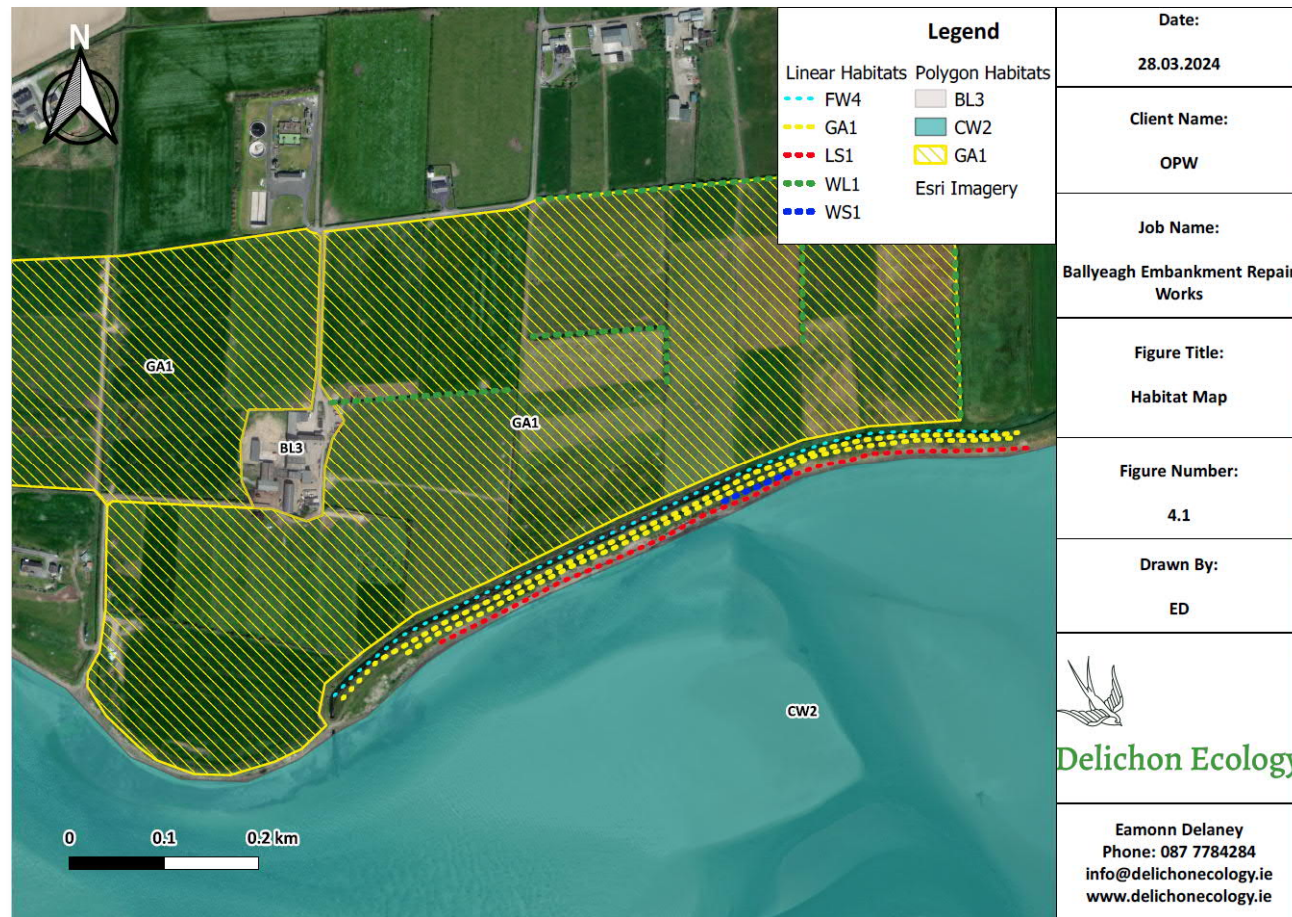 N
Legend
Linear Habitats Polygon Habitats
FW4
BL3
GA1
CW2
LS1
GA1
WL1
Esri Imagery
WS1
GA1
GA1
BL3
CW2
0 0.1 0.2 km
Date:
28.03.2024
Client Name:
OPW
Job Name:
Ballyeagh Embankment Repair
Works
Figure Title:
Habitat Map
Figure Number:
4.1
Drawn By:
ED
Delichon Ecology
Eamonn Delaney
Phone: 087 7784284
info@delichonecology.ie
www.delichonecology.ie